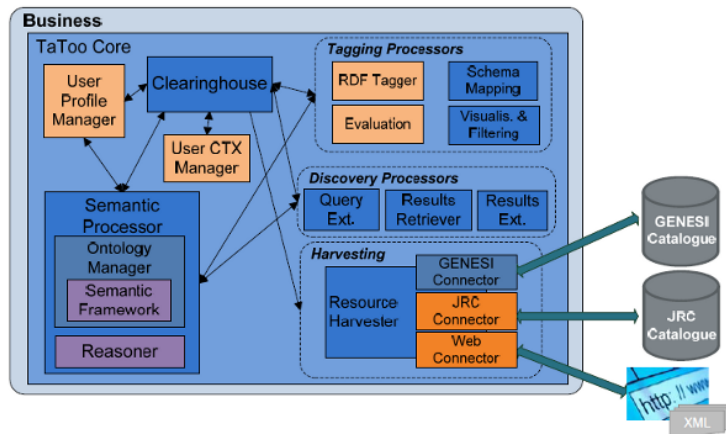 Business
TaToo Core
User
Profile
Manager
Clearinghouse
User CTX
Manager
Tagging Processors
RDF Tagger
Schema
Mapping
Evaluation
Visualis. &
Filtering
Discovery Processors
Query
Ext.
Results
Retriever
Results
Ext.
Semantic
Processor
Ontology
Manager
Semantic
Framework
Reasoner
Harvesting
Resource
Harvester
GENESI
Connector
JRC
Connector
Web
Connector
GENESI
Catalogue
JRC
Catalogue
http: // www
XML